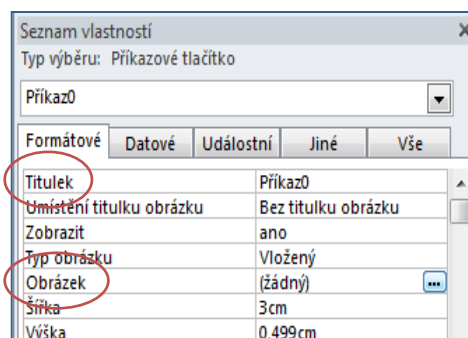 Seznam vlastností
Typ výběru: Příkazové tlačítko
Příkaz0
Formátové Datové Událostní Jiné Vše
Titulek Příkaz0
Umístění titulku obrázku Bez titulku obrázku
Zobrazit ano
Typ obrázku Vložený
Obrázek (žádný)
Šířka 3cm
Výška 0.499cm